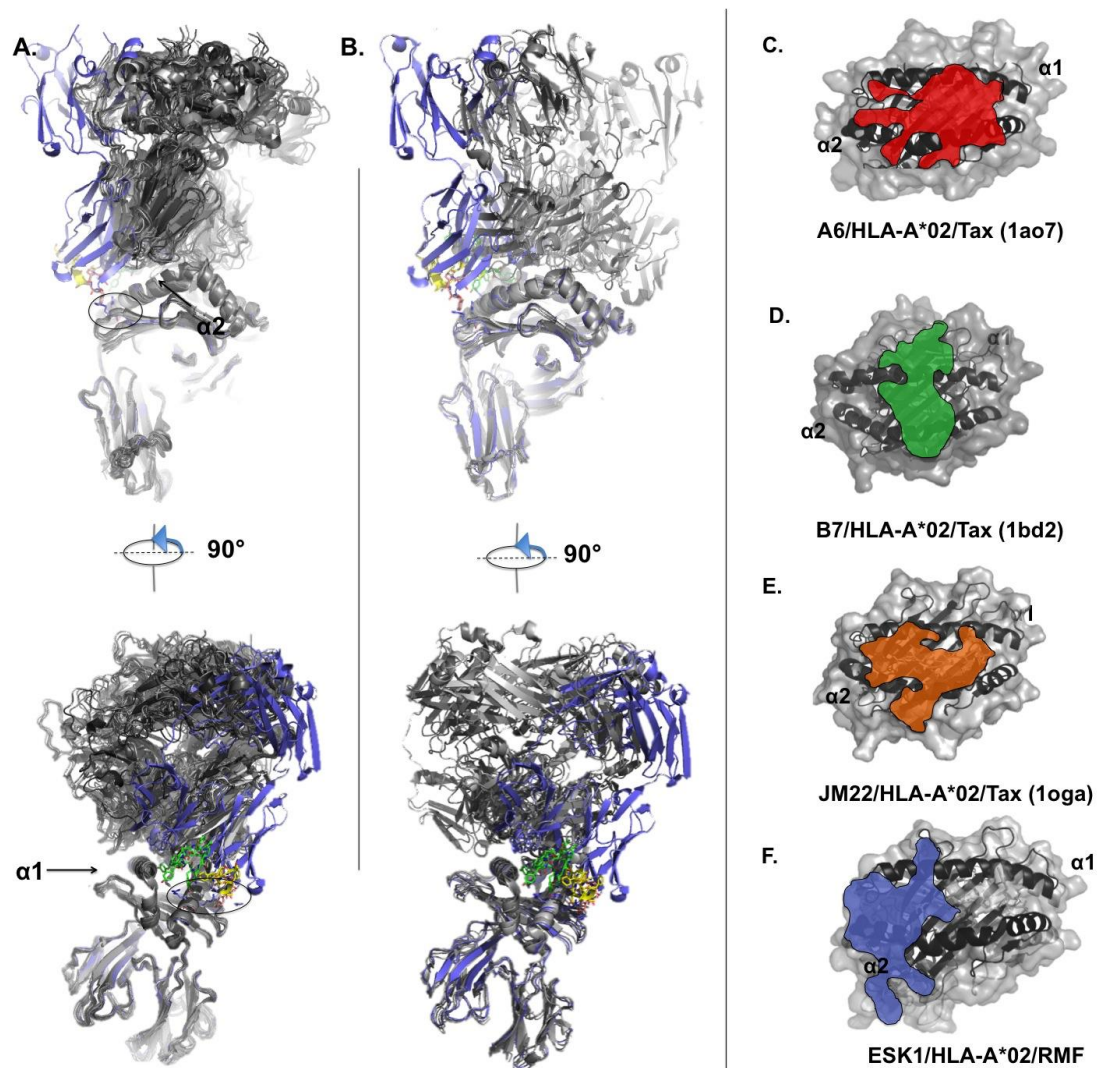 A.
B.
α2
90°
90°
α1
C.
α1
α2
A6/HLA-A*02/Tax (1ao7)
D.
α1
α2
B7/HLA-A*02/Tax (1bd2)
E.
l
α2
JM22/HLA-A*02/Tax (1oga)
F.
α1
α2
ESK1/HLA-A*02/RMF